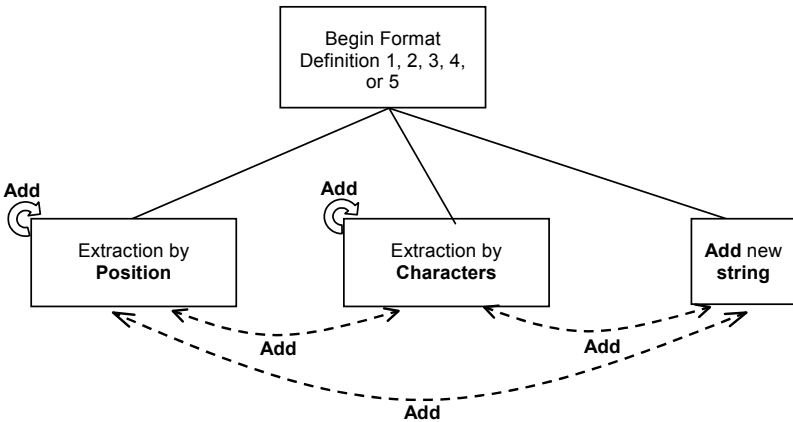 Begin Format
Definition 1, 2, 3, 4,
or 5
Add
Add
Extraction by
Position
Extraction by
Characters
Add new
string
Add
Add
Add